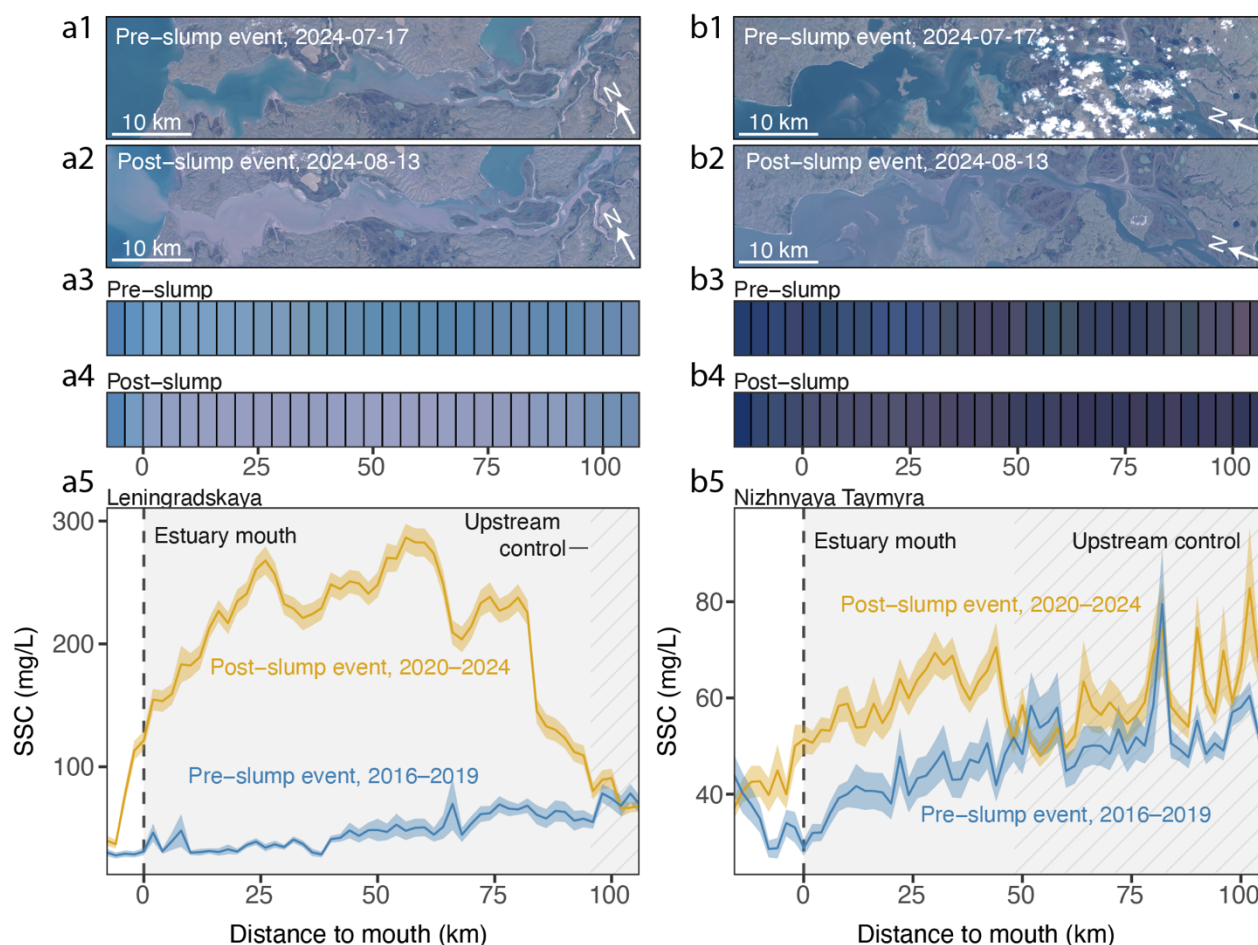 a1
Pre–slump event, 2024-07-17
N
10 km
a2
Post–slump event, 2024-08-13
N
10 km
a3
Pre–slump
a4
Post–slump
0 25 50 75 100
a5
Leningradskaya
300
200
100
SSC (mg/L)
Estuary mouth
Upstream
control
Post–slump event, 2020–2024
Pre–slump event, 2016–2019
0 25 50 75 100
Distance to mouth (km)
b1
Pre–slump event, 2024-07-17
N
10 km
b2
Post–slump event, 2024-08-13
N
10 km
b3
Pre–slump
b4
Post–slump
0 25 50 75 100
b5
Nizhnyaya Taymyra
80
60
40
SSC (mg/L)
Estuary mouth
Upstream control
Post–slump event, 2020–2024
Pre–slump event, 2016–2019
0 25 50 75 100
Distance to mouth (km)